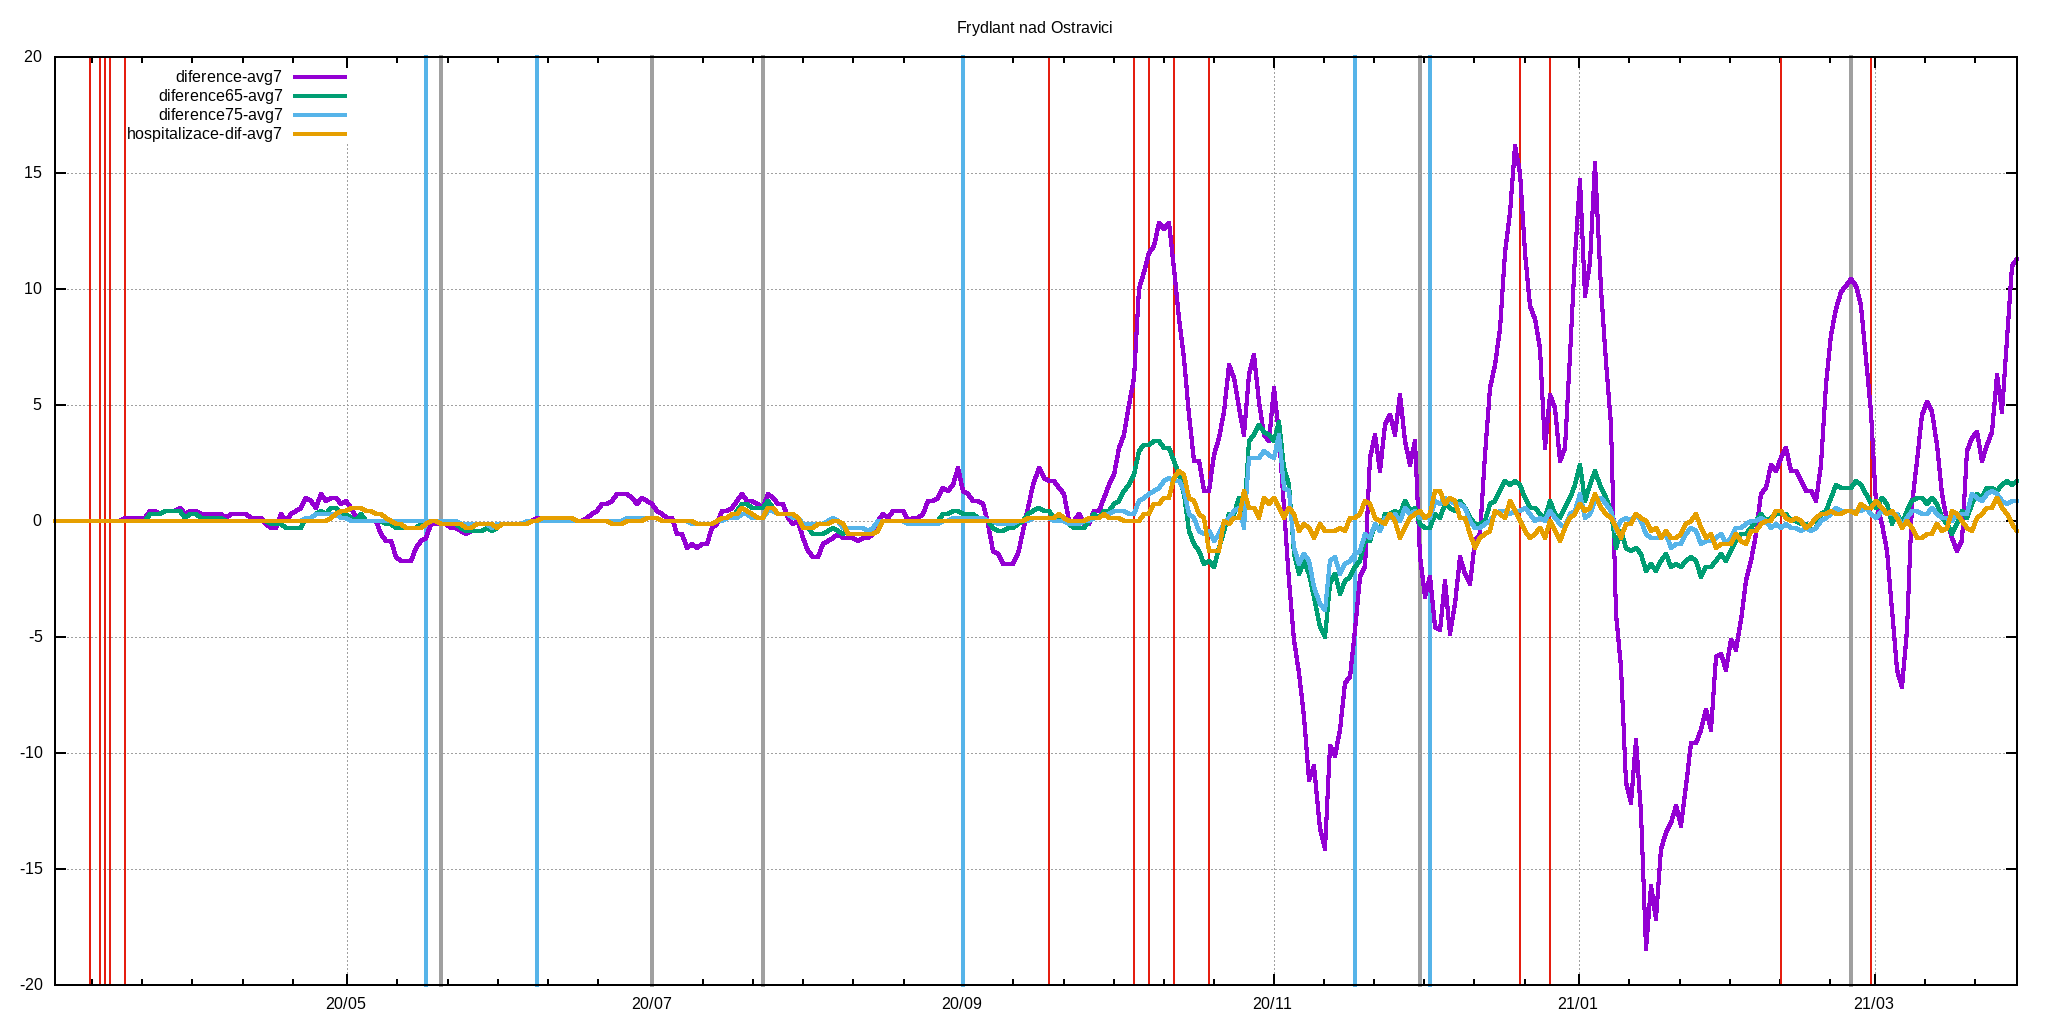 Frydlant nad Ostravici
20
diference-avg7
diference65-avg7
diference75-avg7
hospitalizace-dif-avg7
15
10
5
0
-5
-10
-15
-20
20/05 20/07 20/09 20/11 21/01 21/03